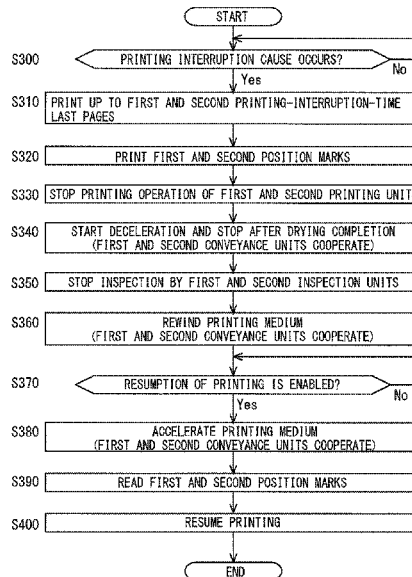 START
S300 PRINTING INTERRUPTION CAUSE OCCURS?
No
Yes
S310 PRINT UP TO FIRST AND SECOND PRINTING-INTERRUPTION-TIME
LAST PAGES
S320 PRINT FIRST AND SECOND POSITION MARKS
S330 STOP PRINTING OPERATION OF FIRST AND SECOND PRINTING UNIT
S340 START DECELERATION AND STOP AFTER DRYING COMPLETION
(FIRST AND SECOND CONVEYANCE UNITS COOPERATE)
S350 STOP INSPECTION BY FIRST AND SECOND INSPECTION UNITS
S360 REWIND PRINTING MEDIUM
(FIRST AND SECOND CONVEYANCE UNITS COOPERATE)
S370 RESUMPTION OF PRINTING IS ENABLED?
No
Yes
S380 ACCELERATE PRINTING MEDIUM
(FIRST AND SECOND CONVEYANCE UNITS COOPERATE)
S390 READ FIRST AND SECOND POSITION MARKS
S400 RESUME PRINTING
END